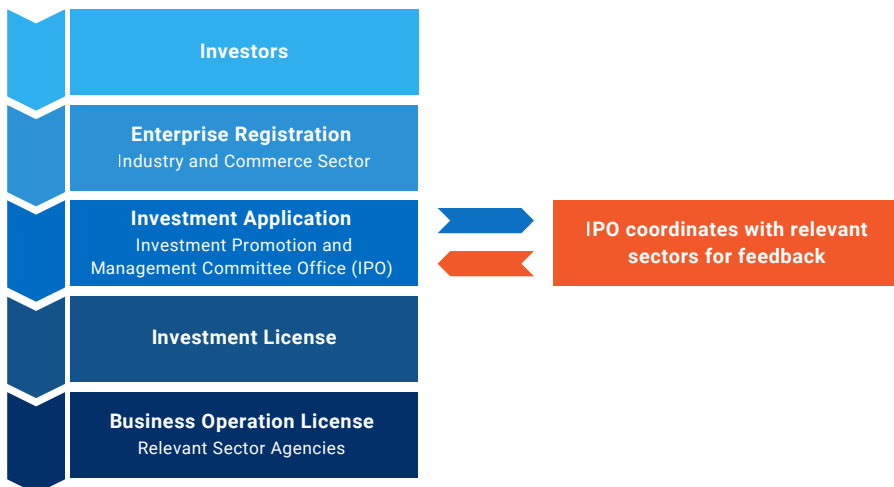 Investors
Enterprise Registration
Industry and Commerce Sector
Investment Application
Investment Promotion and
Management Committee Office (IPO)
IPO coordinates with relevant
sectors for feedback
Investment License
Business Operation License
Relevant Sector Agencies